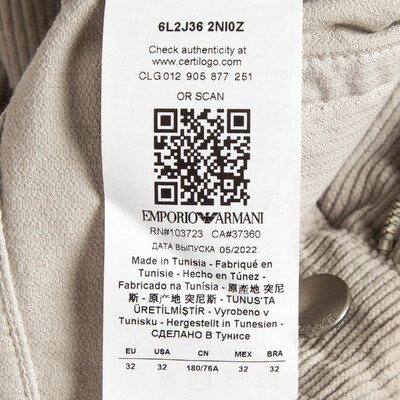 6L2J36 2NI0Z
Check authenticity at
www.certilogo.com
CLG 012 905 877 251
OR SCAN
EMPORIO ARMANI
RN#103723 CA#37360
ДАТА ВЫПУСКА 05/2022
Made in Tunisia - Fabriqué en
Tunisie - Hecho en Túnez -
Fabricado na Tunísia - 原產地 突尼
斯 - 原产地 突尼斯 - TUNUS'TA
ÜRETİLMİŞTİR - Vyrobeno v
Tunisku - Hergestellt in Tunesien -
СДЕЛАНО В Тунисе
EU USA CN MEX BRA
32 32 180/76A 32 32